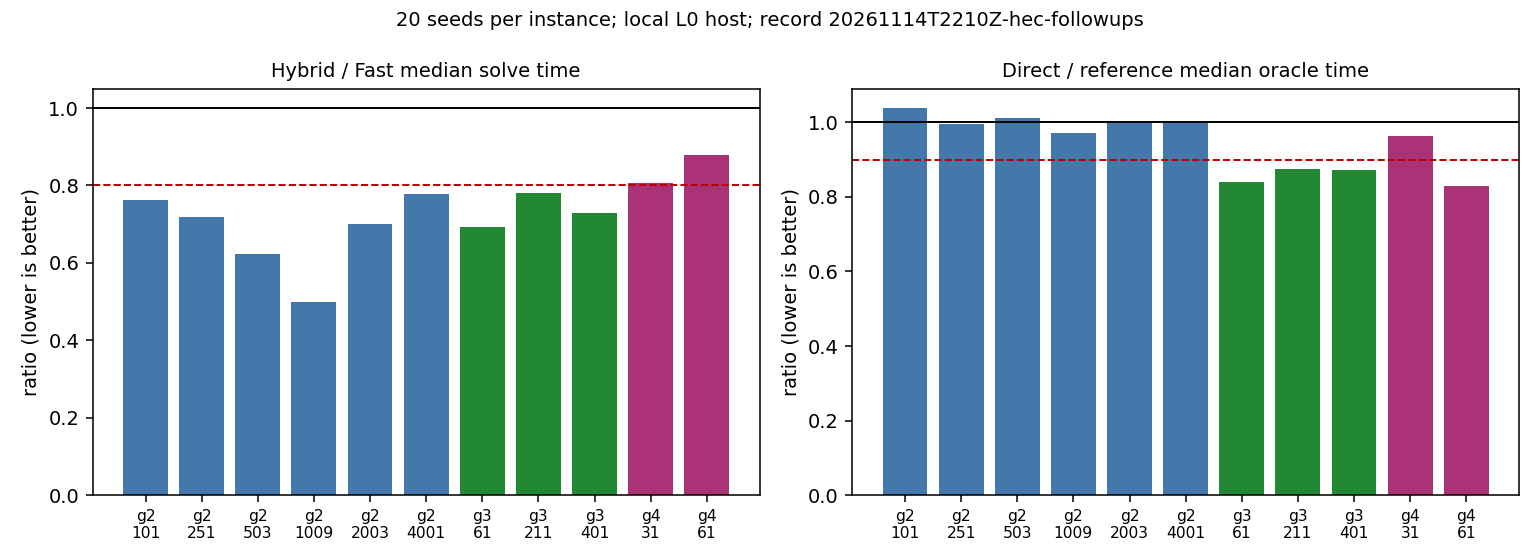 20 seeds per instance; local L0 host; record 20261114T2210Z-hec-followups
Hybrid / Fast median solve time
ratio (lower is better)
1.0
0.8
0.6
0.4
0.2
0.0
g2 g2 g2 g2 g2 g2 g3 g3 g3 g4 g4
101 251 503 1009 2003 4001 61 211 401 31 61
Direct / reference median oracle time
ratio (lower is better)
1.0
0.8
0.6
0.4
0.2
0.0
g2 g2 g2 g2 g2 g2 g3 g3 g3 g4 g4
101 251 503 1009 2003 4001 61 211 401 31 61